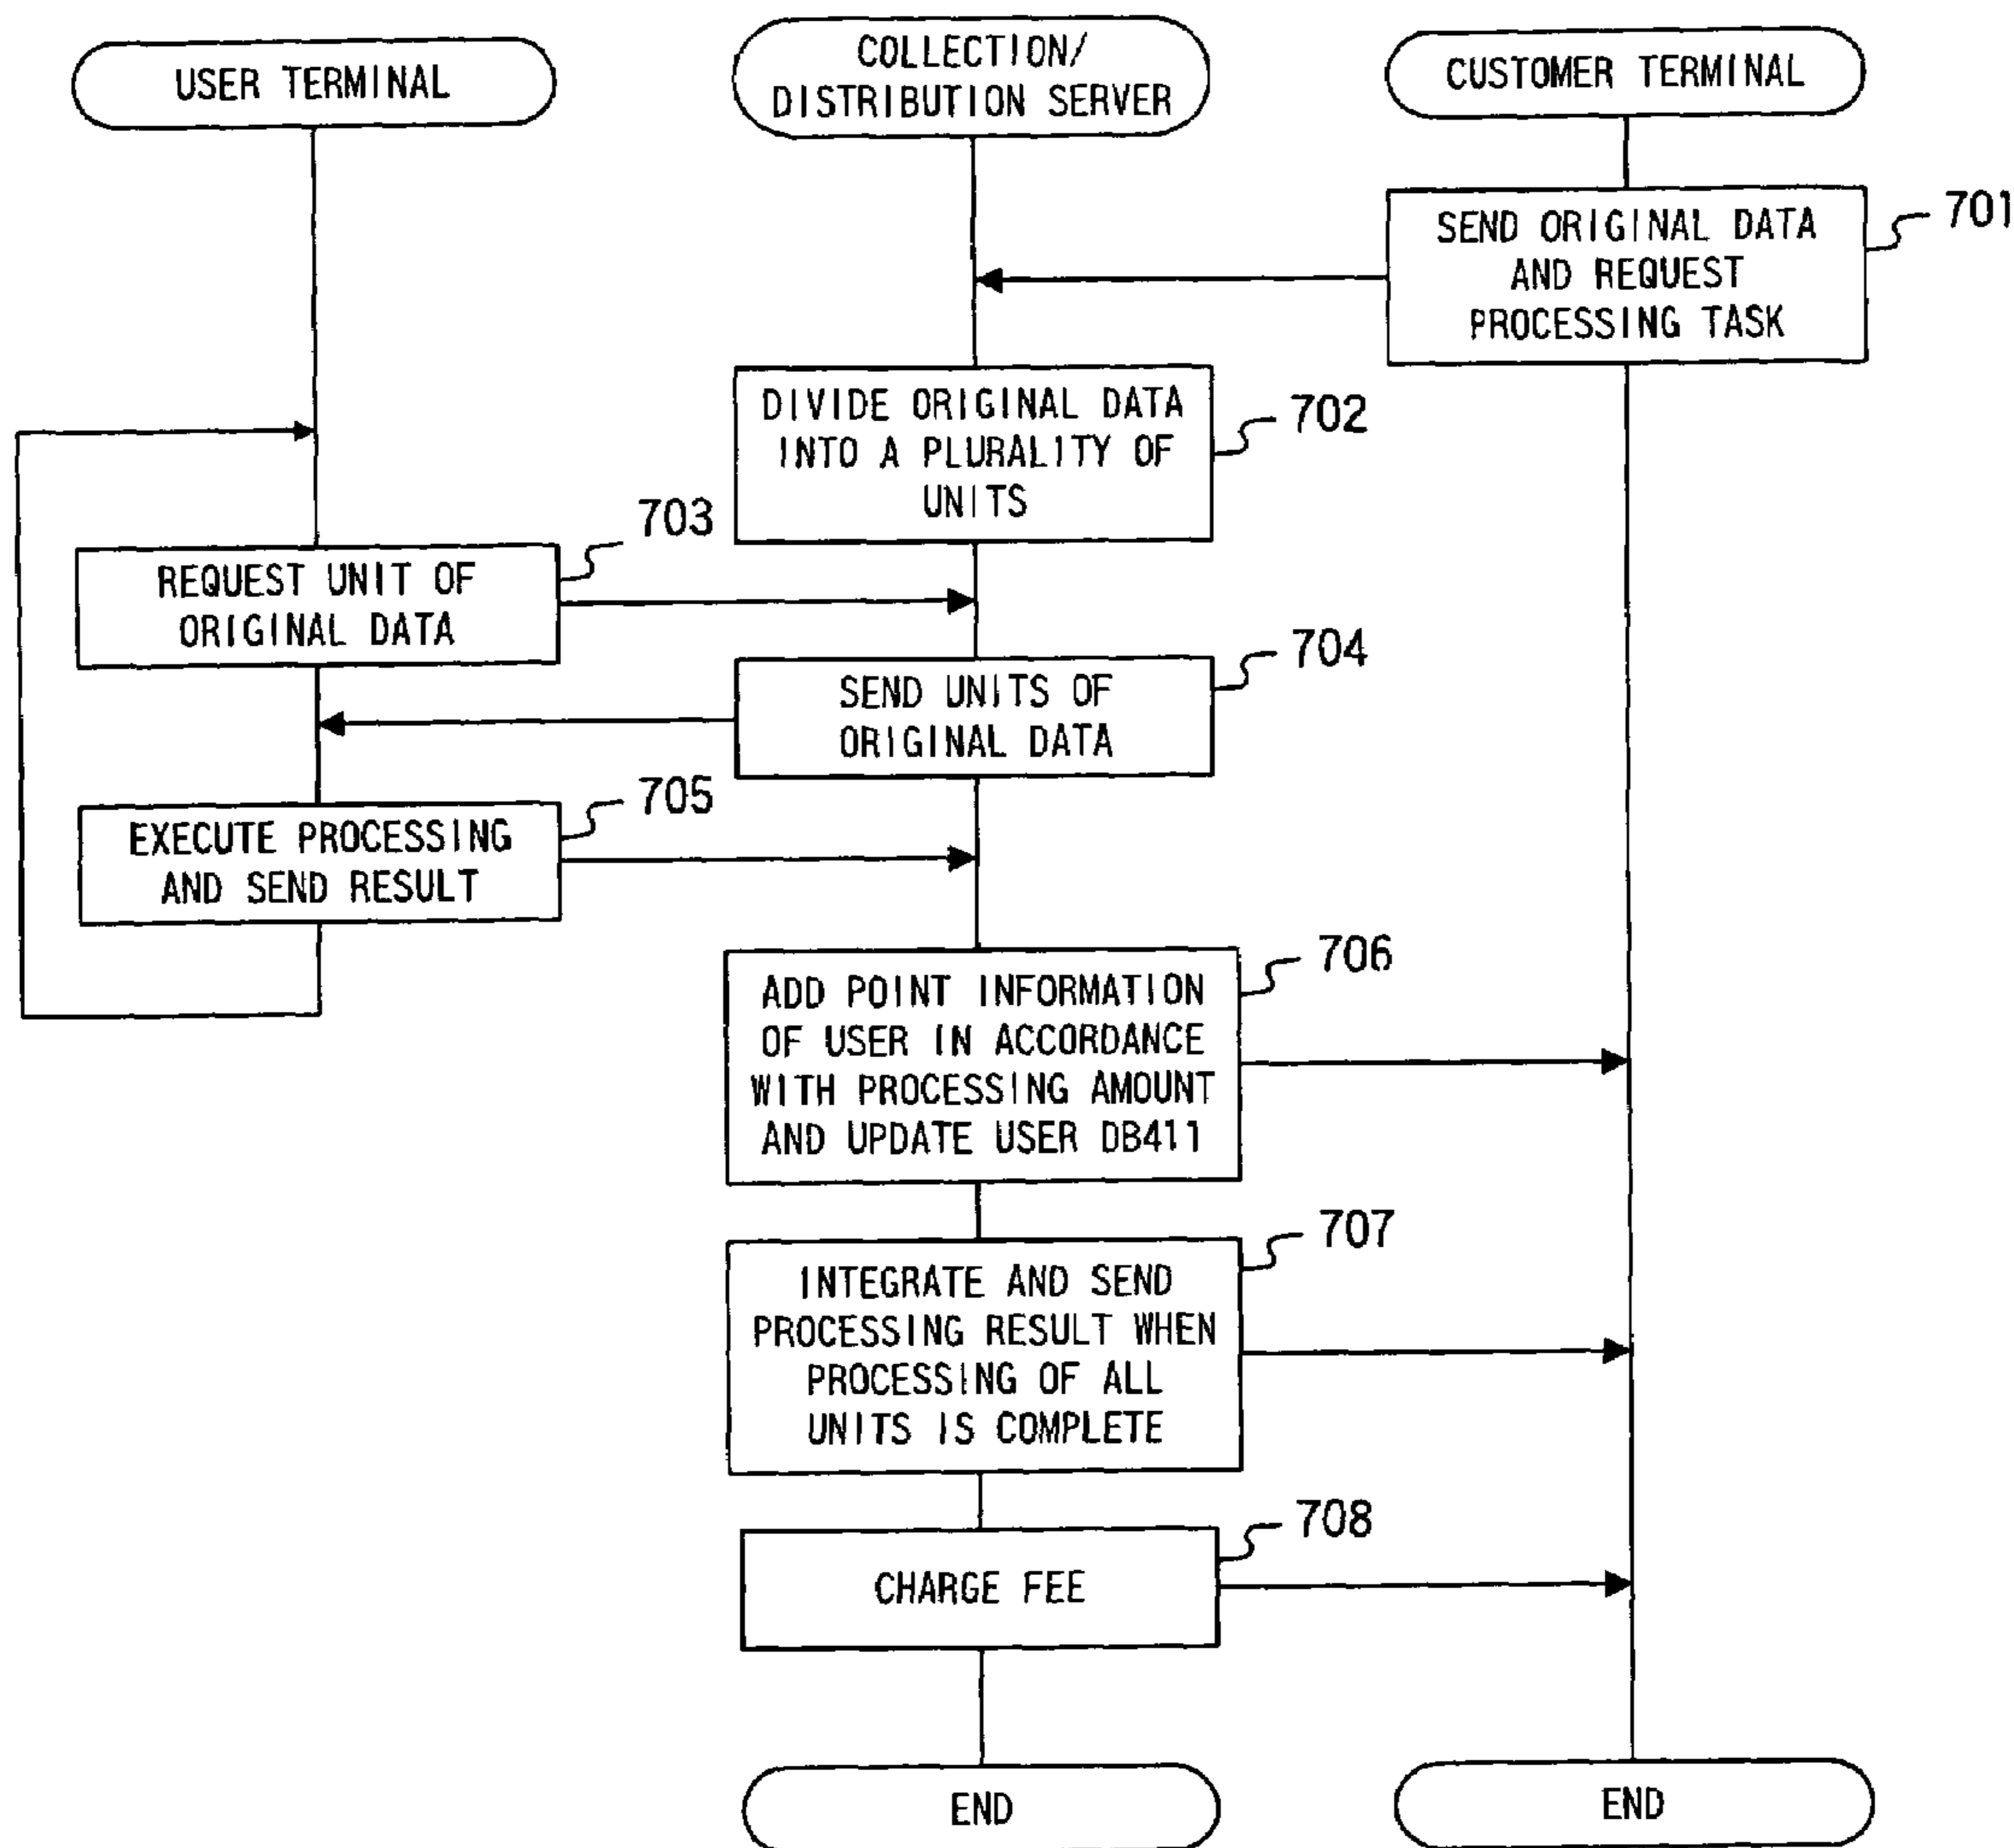 USER TERMINAL
COLLECTION/
DISTRIBUTION SERVER
CUSTOMER TERMINAL
SEND ORIGINAL DATA
AND REQUEST
PROCESSING TASK
701
DIVIDE ORIGINAL DATA
INTO A PLURALITY OF
UNITS
702
REQUEST UNIT OF
ORIGINAL DATA
703
SEND UNITS OF
ORIGINAL DATA
704
EXECUTE PROCESSING
AND SEND RESULT
705
ADD POINT INFORMATION
OF USER IN ACCORDANCE
WITH PROCESSING AMOUNT
AND UPDATE USER DB411
706
INTEGRATE AND SEND
PROCESSING RESULT WHEN
PROCESSING OF ALL
UNITS IS COMPLETE
707
CHARGE FEE
708
END
END